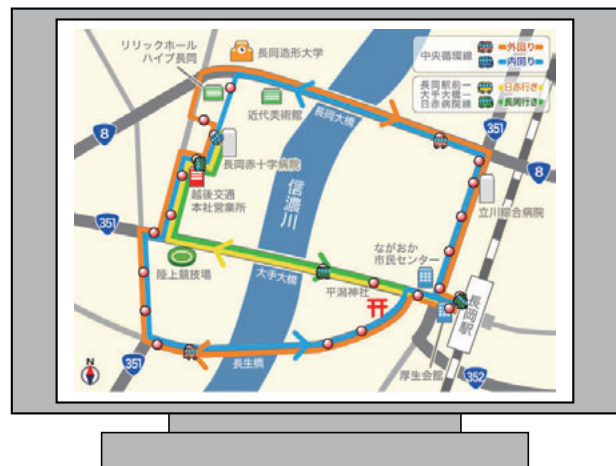 リリックホール
ハイブ長岡
長岡造形大学
中央循環線
外回り
内回り
長岡駅前ー
大手大橋ー
日赤病院線
日赤行き
長岡行き
近代美術館
長岡大橋
351
8
8
長岡赤十字病院
越後交通
本社営業所
信濃川
立川綜合病院
351
ながおか
市民センター
陸上競技場
大手大橋
平潟神社
長岡駅
N
351
長生橋
厚生会館
352